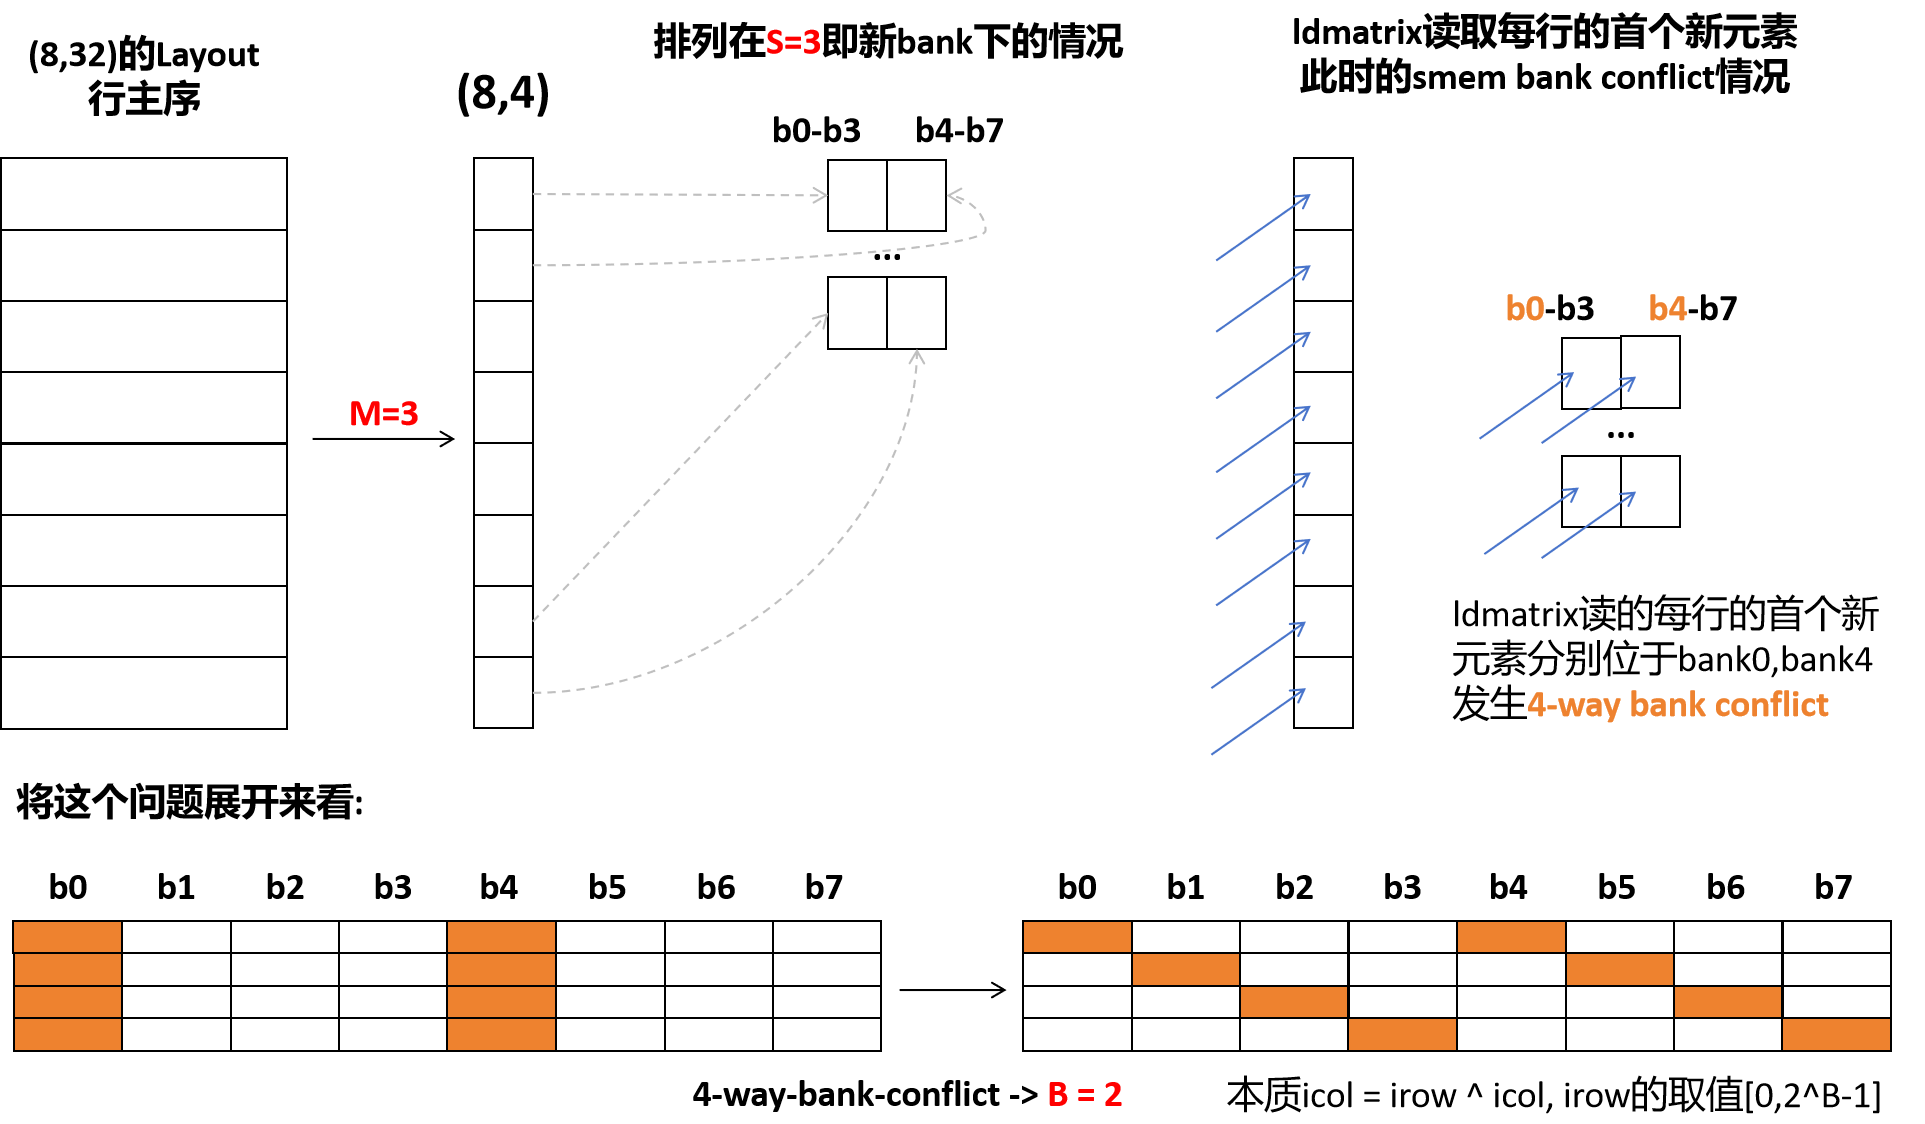 (8,32)的Layout
行主序
(8,4)
排列在S=3即新bank下的情况
b0-b3 b4-b7
...
M=3
ldmatrix读取每行的首个新元素
此时的smem bank conflict情况
b0-b3 b4-b7
...
ldmatrix读的每行的首个新
元素分别位于bank0,bank4
发生4-way bank conflict
将这个问题展开来看:
b0 b1 b2 b3 b4 b5 b6 b7
b0 b1 b2 b3 b4 b5 b6 b7
4-way-bank-conflict -> B = 2
本质icol = irow ^ icol, irow的取值[0,2^B-1]